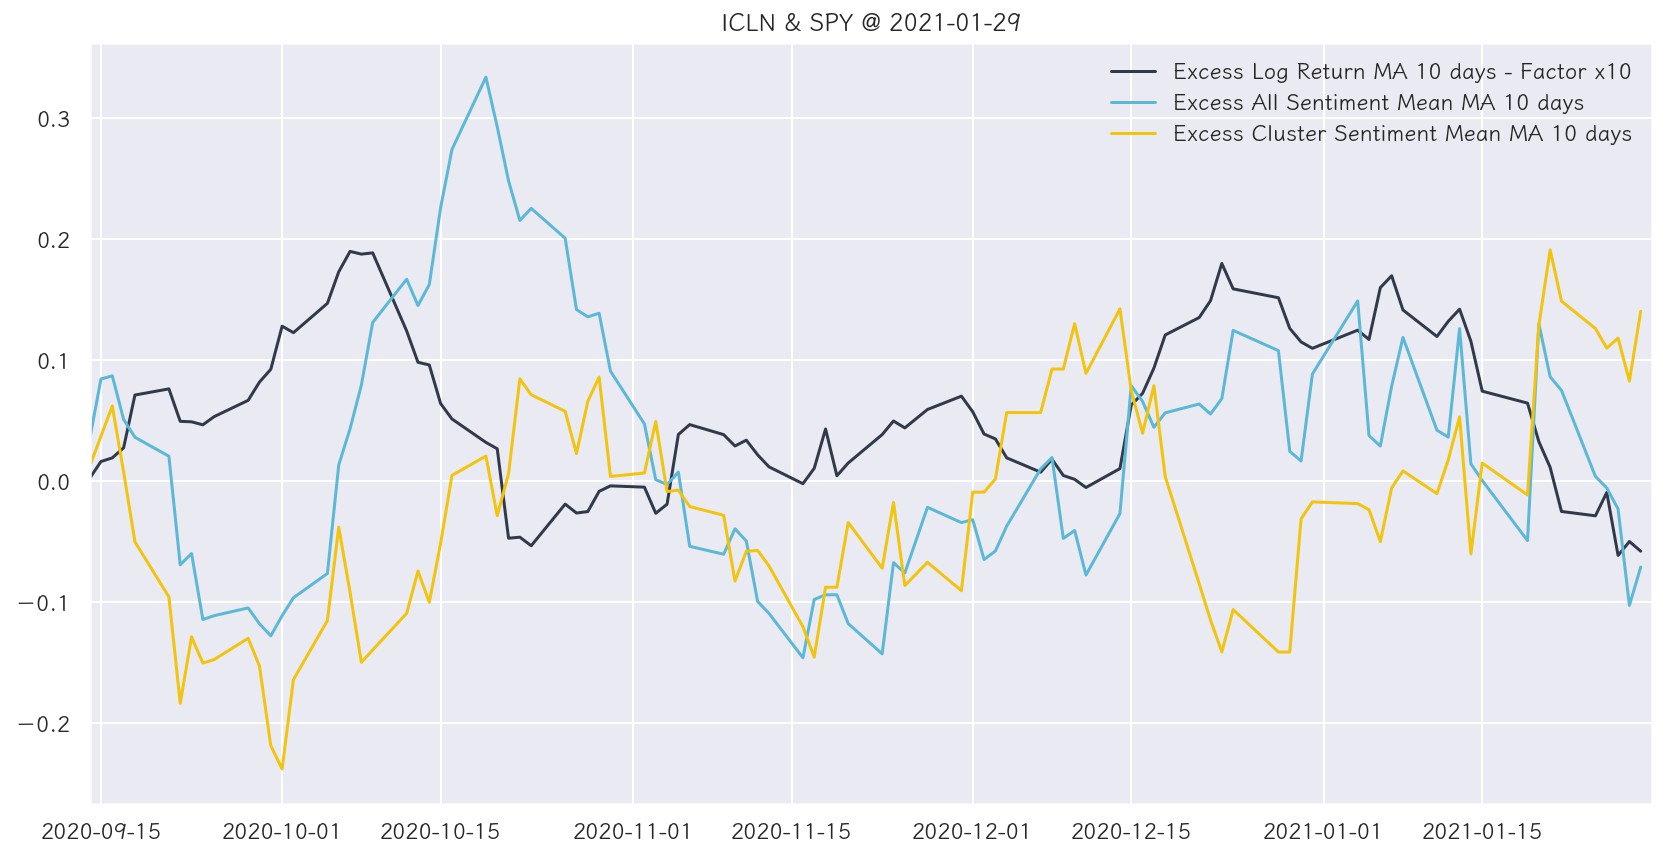 ICLN & SPY @ 2021-01-29
Excess Log Return MA 10 days - Factor x10
Excess All Sentiment Mean MA 10 days
Excess Cluster Sentiment Mean MA 10 days
0.3
0.2
0.1
0.0
−0.1
−0.2
2020-09-15 2020-10-01 2020-10-15 2020-11-01 2020-11-15 2020-12-01 2020-12-15 2021-01-01 2021-01-15